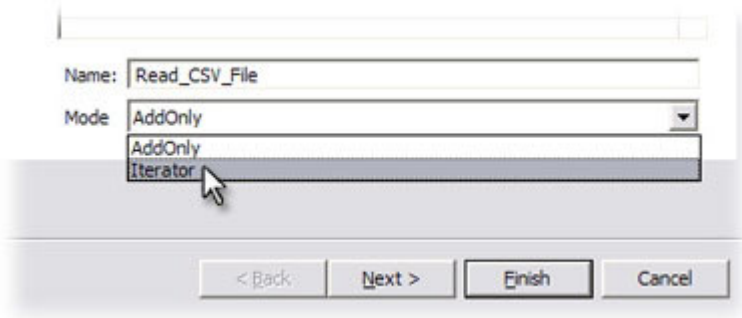 Name: Read_CSV_File
Mode AddOnly
AddOnly
Iterator
< Back Next > Finish Cancel